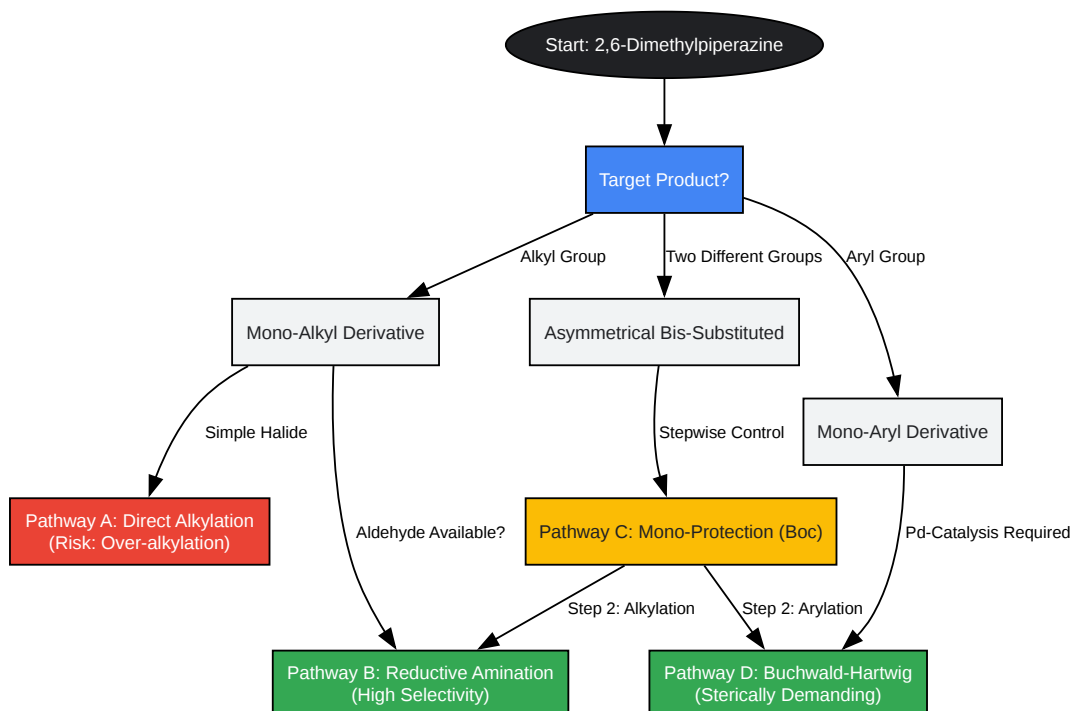 Start: 2,6-Dimethylpiperazine
Target Product?
Alkyl Group
Two Different Groups
Aryl Group
Mono-Alkyl Derivative
Asymmetrical Bis-Substituted
Mono-Aryl Derivative
Simple Halide
Stepwise Control
Pathway A: Direct Alkylation
(Risk: Over-alkylation)
Aldehyde Available?
Pathway C: Mono-Protection (Boc)
Pd-Catalysis Required
Step 2: Alkylation
Step 2: Arylation
Pathway B: Reductive Amination
(High Selectivity)
Pathway D: Buchwald-Hartwig
(Sterically Demanding)